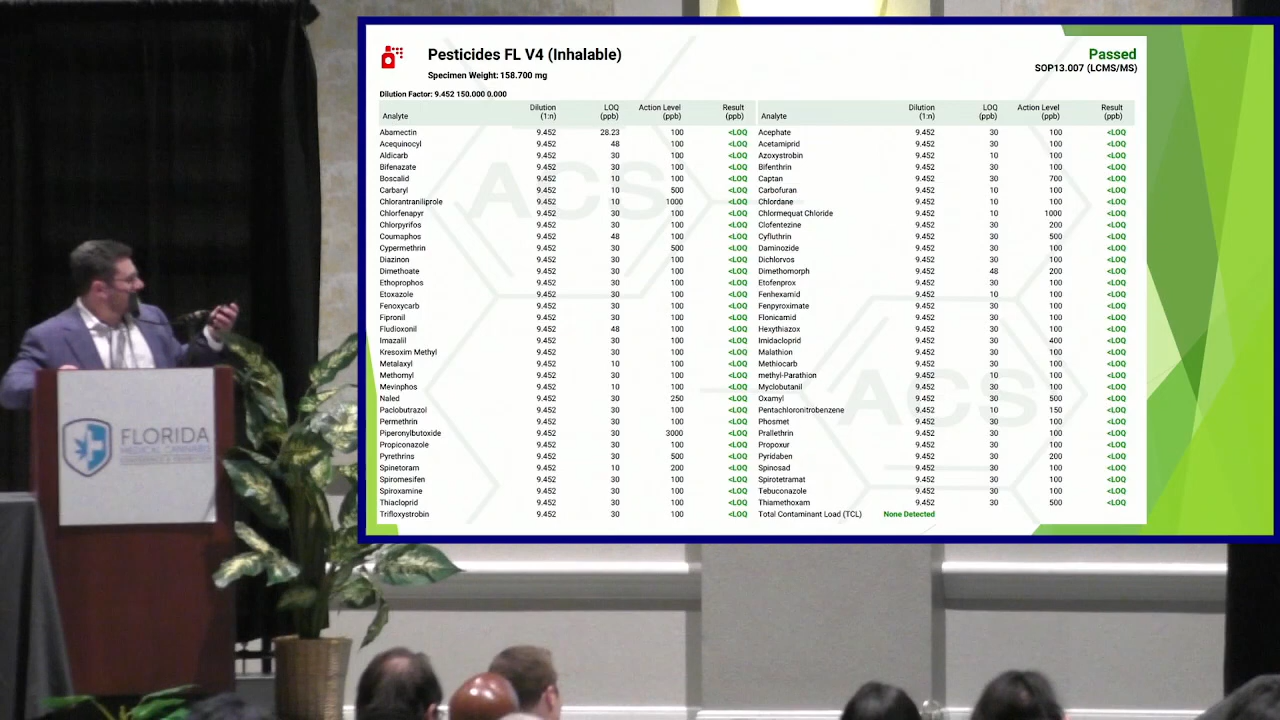 Pesticides FL V4 (Inhalable)
Passed
Specimen Weight: 158.700 mg
SOP13.007 (LCMS/MS)
Dilution Factor: 9.452 150.000 0.000
Analyte Dilution (1:n) LOQ (ppb) Action Level (ppb) Result (ppb) Analyte Dilution (1:n) LOQ (ppb) Action Level (ppb) Result (ppb)
Abamectin 9.452 28.23 100 <LOQ Acephate 9.452 30 100 <LOQ
Acequinocyl 9.452 48 100 <LOQ Acetamiprid 9.452 30 100 <LOQ
Aldicarb 9.452 30 100 <LOQ Azoxystrobin 9.452 10 100 <LOQ
Bifenazate 9.452 30 100 <LOQ Bifenthrin 9.452 30 100 <LOQ
Boscalid 9.452 10 100 <LOQ Captan 9.452 30 700 <LOQ
Carbaryl 9.452 10 500 <LOQ Carbofuran 9.452 10 100 <LOQ
Chlorantraniliprole 9.452 10 1000 <LOQ Chlordane 9.452 10 100 <LOQ
Chlorfenapyr 9.452 30 100 <LOQ Chlormequat Chloride 9.452 10 1000 <LOQ
Chlorpyrifos 9.452 30 100 <LOQ Clofentezine 9.452 30 200 <LOQ
Coumaphos 9.452 48 100 <LOQ Cyfluthrin 9.452 30 500 <LOQ
Cypermethrin 9.452 30 500 <LOQ Daminozide 9.452 30 100 <LOQ
Diazinon 9.452 30 100 <LOQ Dichlorvos 9.452 30 100 <LOQ
Dimethoate 9.452 30 100 <LOQ Dimethomorph 9.452 48 200 <LOQ
Ethoprophos 9.452 30 100 <LOQ Etofenprox 9.452 30 100 <LOQ
Etoxazole 9.452 30 100 <LOQ Fenhexamid 9.452 10 100 <LOQ
Fenoxycarb 9.452 30 100 <LOQ Fenpyroximate 9.452 30 100 <LOQ
Fipronil 9.452 30 100 <LOQ Flonicamid 9.452 30 100 <LOQ
Fludioxonil 9.452 48 100 <LOQ Hexythiazox 9.452 30 100 <LOQ
Imazalil 9.452 30 100 <LOQ Imidacloprid 9.452 30 400 <LOQ
Kresoxim Methyl 9.452 30 100 <LOQ Malathion 9.452 30 100 <LOQ
Metalaxyl 9.452 10 100 <LOQ Methiocarb 9.452 30 100 <LOQ
Methomyl 9.452 30 100 <LOQ methyl-Parathion 9.452 10 100 <LOQ
Mevinphos 9.452 10 100 <LOQ Myclobutanil 9.452 30 100 <LOQ
Naled 9.452 30 250 <LOQ Oxamyl 9.452 30 500 <LOQ
Paclobutrazol 9.452 30 100 <LOQ Pentachloronitrobenzene 9.452 10 150 <LOQ
Permethrin 9.452 30 100 <LOQ Phosmet 9.452 30 100 <LOQ
Piperonylbutoxide 9.452 30 3000 <LOQ Prallethrin 9.452 30 100 <LOQ
Propiconazole 9.452 30 100 <LOQ Propoxur 9.452 30 100 <LOQ
Pyrethrins 9.452 30 500 <LOQ Pyridaben 9.452 30 200 <LOQ
Spinetoram 9.452 10 200 <LOQ Spinosad 9.452 30 100 <LOQ
Spiromesifen 9.452 30 100 <LOQ Spirotetramat 9.452 30 100 <LOQ
Spiroxamine 9.452 30 100 <LOQ Tebuconazole 9.452 30 100 <LOQ
Thiacloprid 9.452 30 100 <LOQ Thiamethoxam 9.452 30 500 <LOQ
Trifloxystrobin 9.452 30 100 <LOQ Total Contaminant Load (TCL) None Detected
ACS
ACS
FLORIDA
MEDICAL CANNABIS
CONFERENCE & EXHIBITION